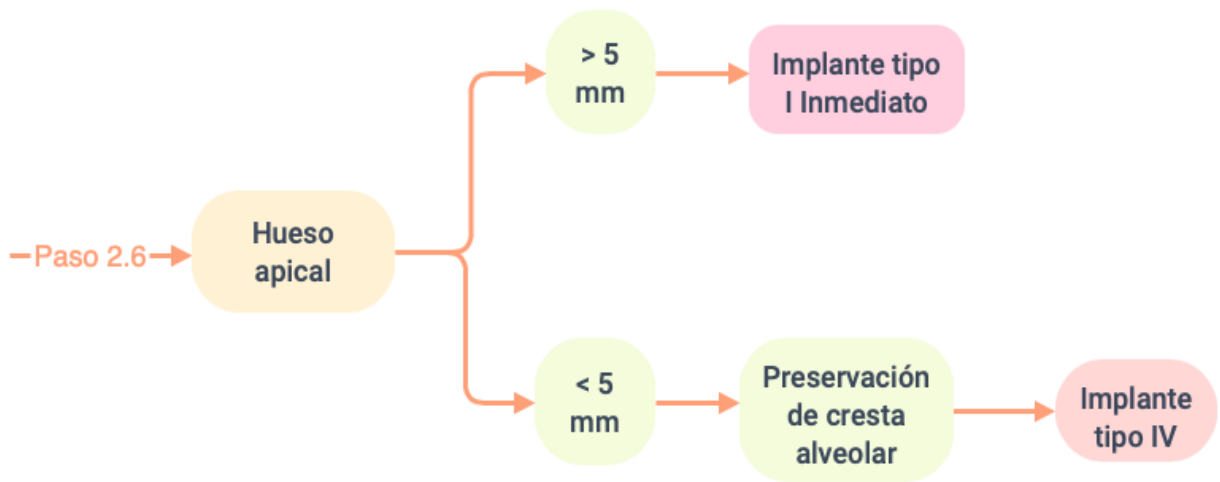 Paso 2.6
Hueso
apical
> 5
mm
Implante tipo
I Inmediato
< 5
mm
Preservación
de cresta
alveolar
Implante
tipo IV